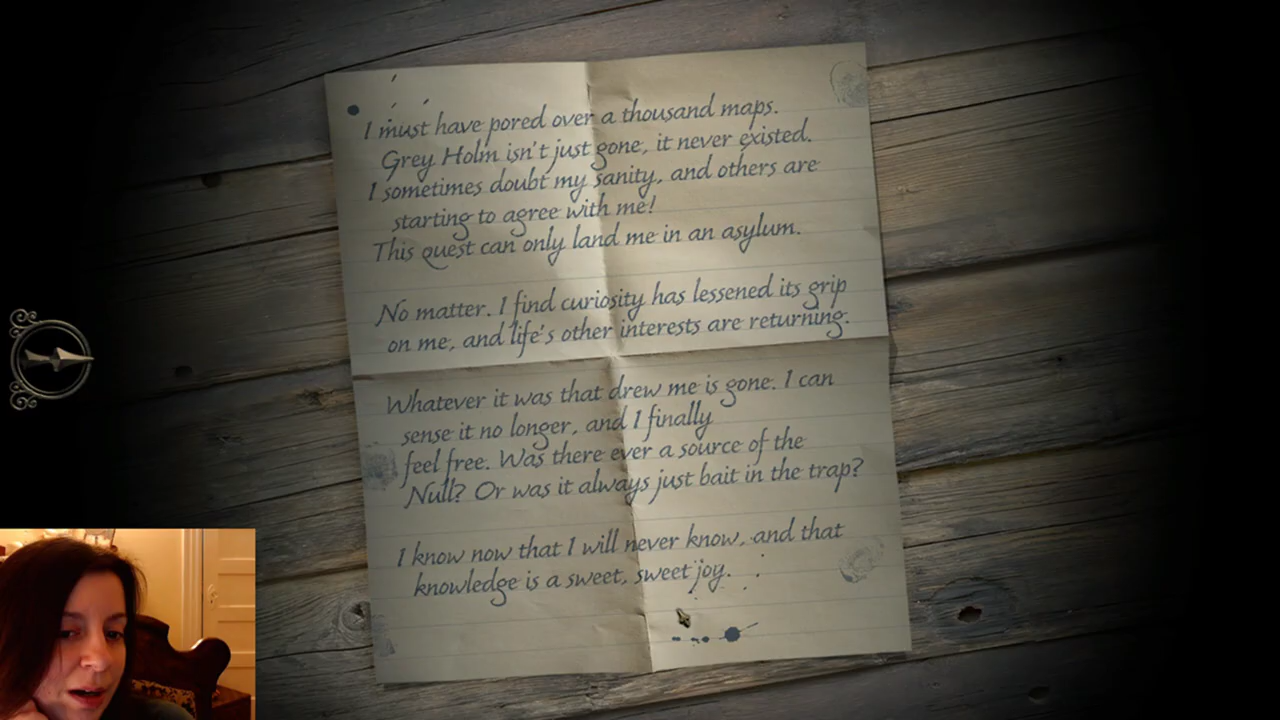 I must have pored over a thousand maps.
Grey Holm isn't just gone, it never existed.
I sometimes doubt my sanity, and others are
starting to agree with me!
This quest can only land me in an asylum.
No matter. I find curiosity has lessened its grip
on me, and life's other interests are returning.
Whatever it was that drew me is gone. I can
sense it no longer, and I finally
feel free. Was there ever a source of the
Null? Or was it always just bait in the trap?
I know now that I will never know, and that
knowledge is a sweet, sweet joy.